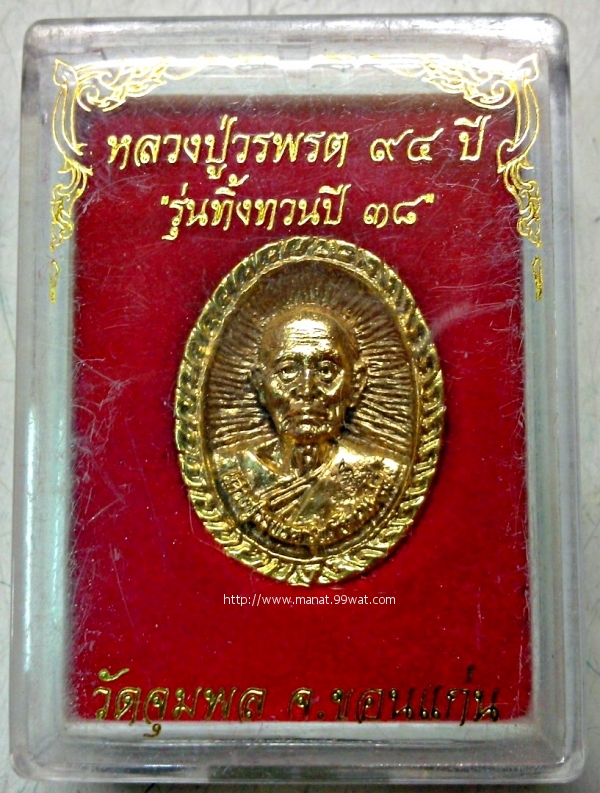 หลวงปู่วรพรต ๙๔ ปี
"รุ่นทิ้งทวนปี ๓๘"
http://www.manat.99wat.com
วัดจุมพล จ.ขอนแก่น